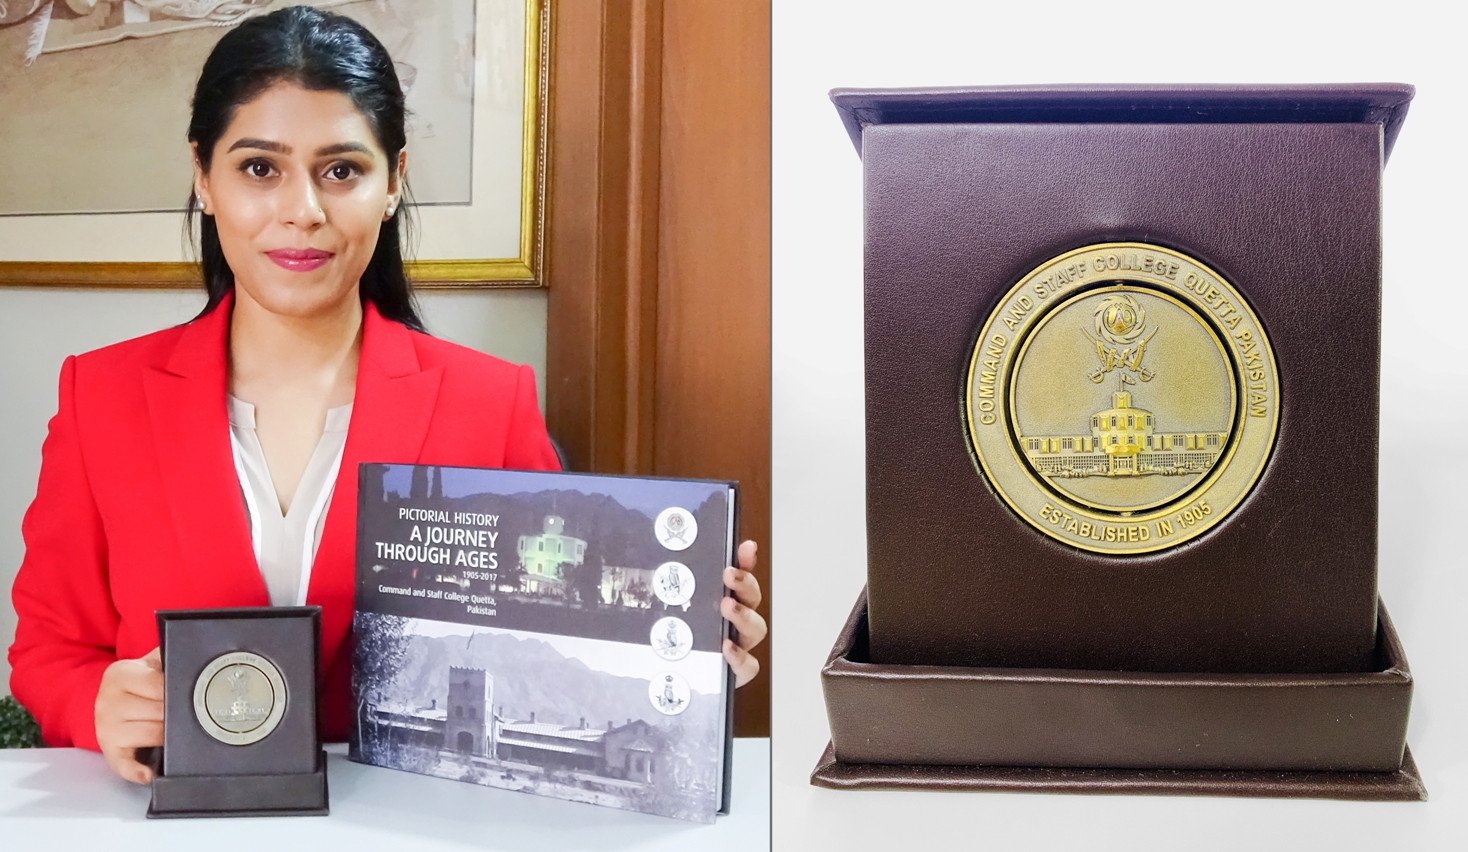 PICTORIAL HISTORY
A JOURNEY
THROUGH AGES
1905-2017
Command and Staff College Quetta,
Pakistan
COMMAND AND STAFF COLLEGE QUETTA PAKISTAN
ESTABLISHED IN 1905